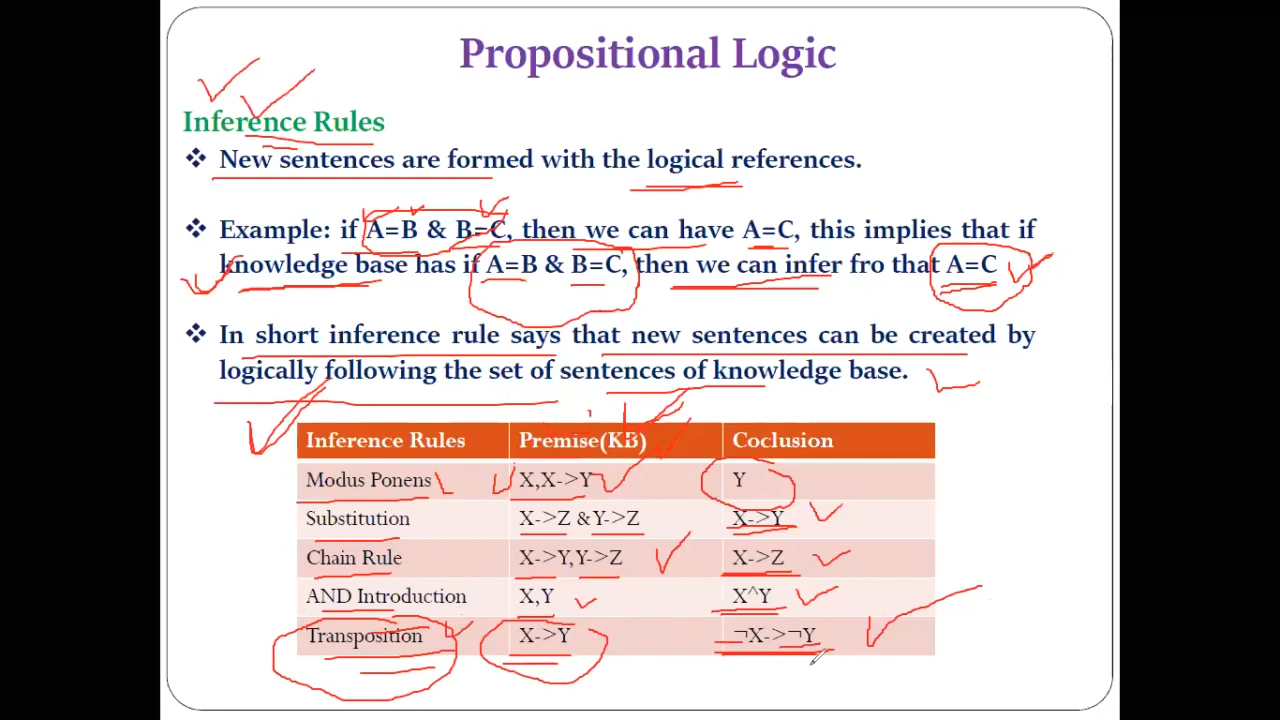 Propositional Logic
Inference Rules
❖ New sentences are formed with the logical references.
❖ Example: if A=B & B=C, then we can have A=C, this implies that if
knowledge base has if A=B & B=C, then we can infer fro that A=C
❖ In short inference rule says that new sentences can be created by
logically following the set of sentences of knowledge base.
Inference Rules Premise(KB) Coclusion
Modus Ponens X,X->Y Y
Substitution X->Z &Y->Z X->Y
Chain Rule X->Y,Y->Z X->Z
AND Introduction X,Y X^Y
Transposition X->Y ¬X->¬Y